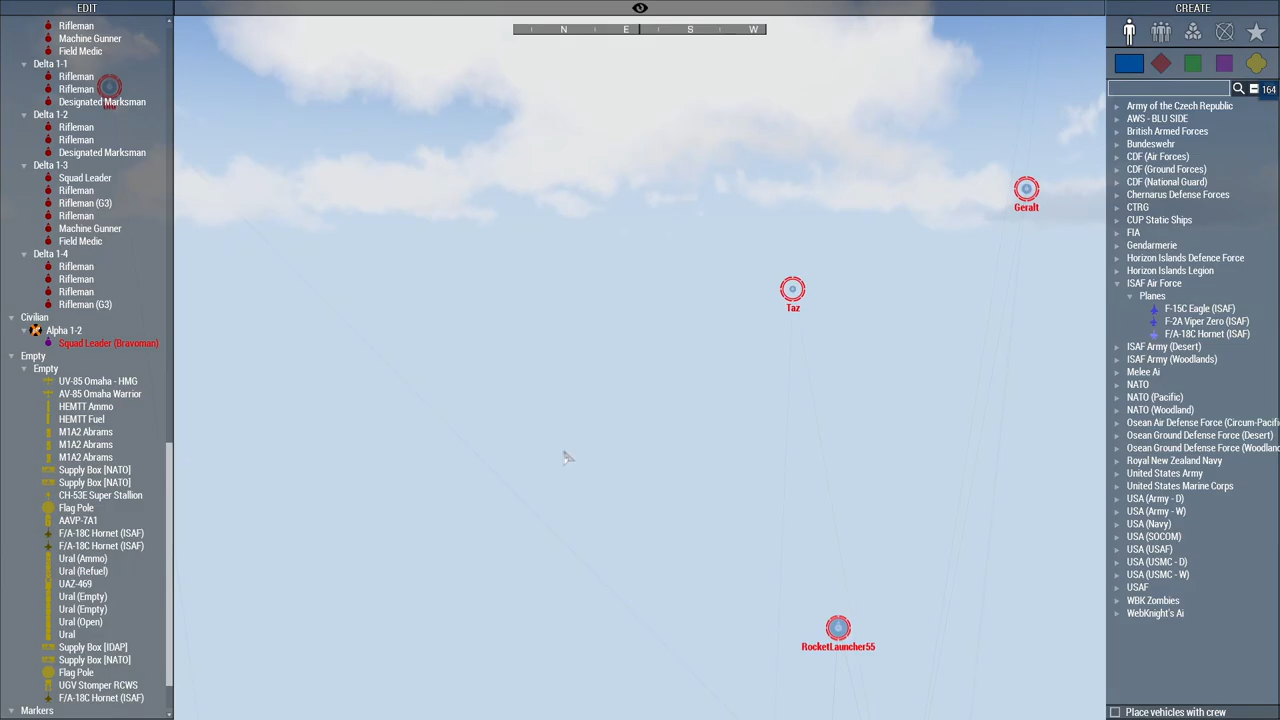 EDIT
Rifleman
Machine Gunner
Field Medic
Delta 1-1
Rifleman
Rifleman
Designated Marksman
Delta 1-2
Rifleman
Rifleman
Designated Marksman
Delta 1-3
Squad Leader
Rifleman
Rifleman (G3)
Rifleman
Machine Gunner
Field Medic
Delta 1-4
Rifleman
Rifleman
Rifleman
Rifleman (G3)
Civilian
Alpha 1-2
Squad Leader (Bravoman)
Empty
Empty
UV-85 Omaha - HMG
AV-85 Omaha Warrior
HEMTT Ammo
HEMTT Fuel
M1A2 Abrams
M1A2 Abrams
M1A2 Abrams
Supply Box [NATO]
Supply Box [NATO]
CH-53E Super Stallion
Flag Pole
AAVP-7A1
F/A-18C Hornet (ISAF)
F/A-18C Hornet (ISAF)
Ural (Ammo)
Ural (Refuel)
UAZ-469
Ural (Empty)
Ural (Empty)
Ural (Open)
Ural
Supply Box [IDAP]
Supply Box [NATO]
Flag Pole
UGV Stomper RCWS
F/A-18C Hornet (ISAF)
Markers
N E S W
Geralt
Taz
RocketLauncher55
CREATE
164
Army of the Czech Republic
AWS - BLU SIDE
British Armed Forces
Bundeswehr
CDF (Air Forces)
CDF (Ground Forces)
CDF (National Guard)
Chernarus Defense Forces
CTRG
CUP Static Ships
FIA
Gendarmerie
Horizon Islands Defence Force
Horizon Islands Legion
ISAF Air Force
Planes
F-15C Eagle (ISAF)
F-2A Viper Zero (ISAF)
F/A-18C Hornet (ISAF)
ISAF Army (Desert)
ISAF Army (Woodlands)
Melee Ai
NATO
NATO (Pacific)
NATO (Woodland)
Osean Air Defense Force (Circum-Pacifi
Osean Ground Defense Force (Desert)
Osean Ground Defense Force (Woodlan
Royal New Zealand Navy
United States Army
United States Marine Corps
USA (Army - D)
USA (Army - W)
USA (Navy)
USA (SOCOM)
USA (USAF)
USA (USMC - D)
USA (USMC - W)
USAF
WBK Zombies
WebKnight's Ai
Place vehicles with crew